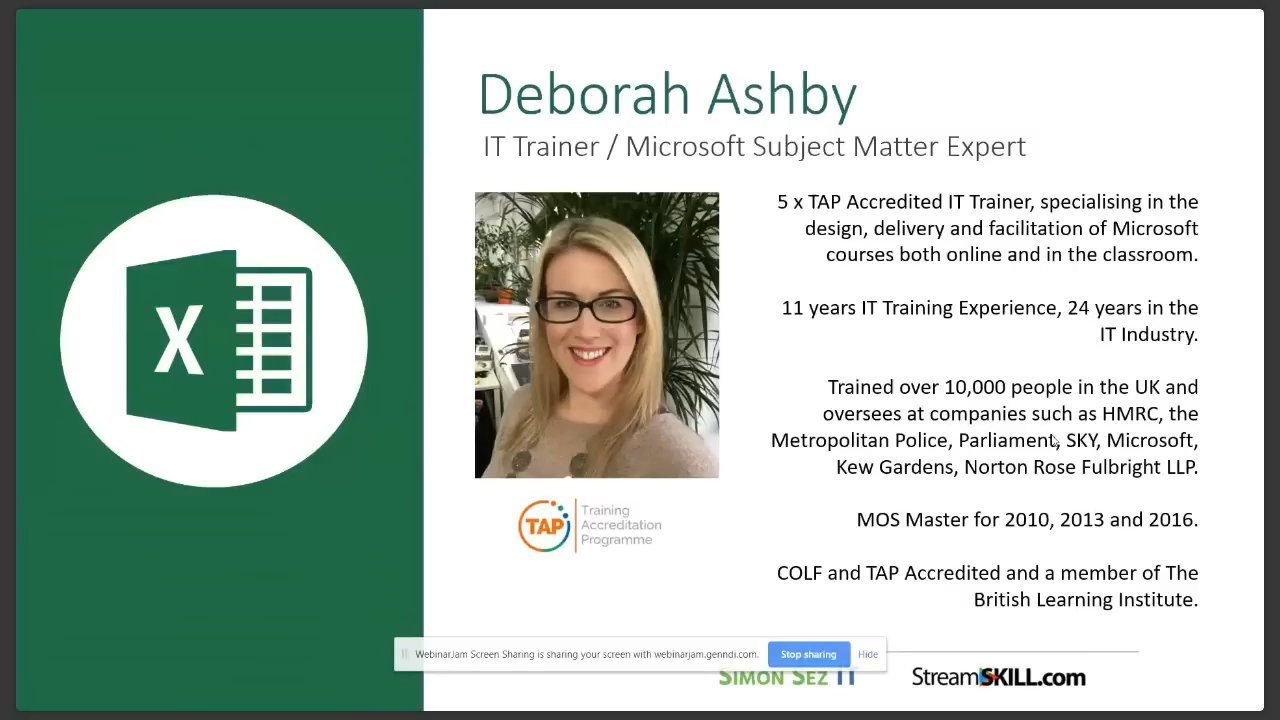 Deborah Ashby
IT Trainer / Microsoft Subject Matter Expert
5 x TAP Accredited IT Trainer, specialising in the
design, delivery and facilitation of Microsoft
courses both online and in the classroom.
11 years IT Training Experience, 24 years in the
IT Industry.
Trained over 10,000 people in the UK and
oversees at companies such as HMRC, the
Metropolitan Police, Parliament, SKY, Microsoft,
Kew Gardens, Norton Rose Fulbright LLP.
MOS Master for 2010, 2013 and 2016.
COLF and TAP Accredited and a member of The
British Learning Institute.
X
TAP
Training
Accreditation
Programme
WebinarJam Screen Sharing is sharing your screen with webinarjam.genndi.com.
Stop sharing
Hide
SIMON SEZ IT
StreamSKILL.com